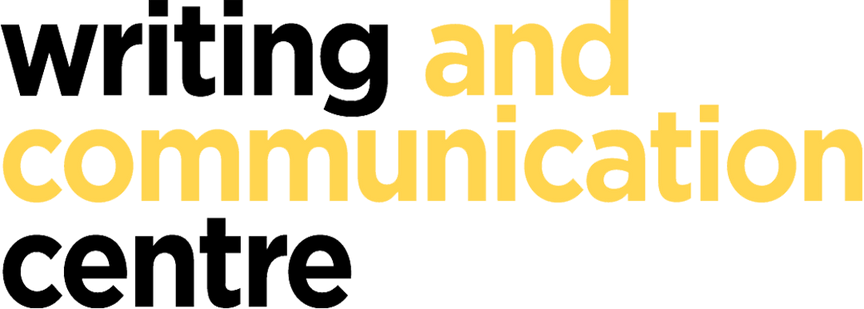 writing and
communication
centre